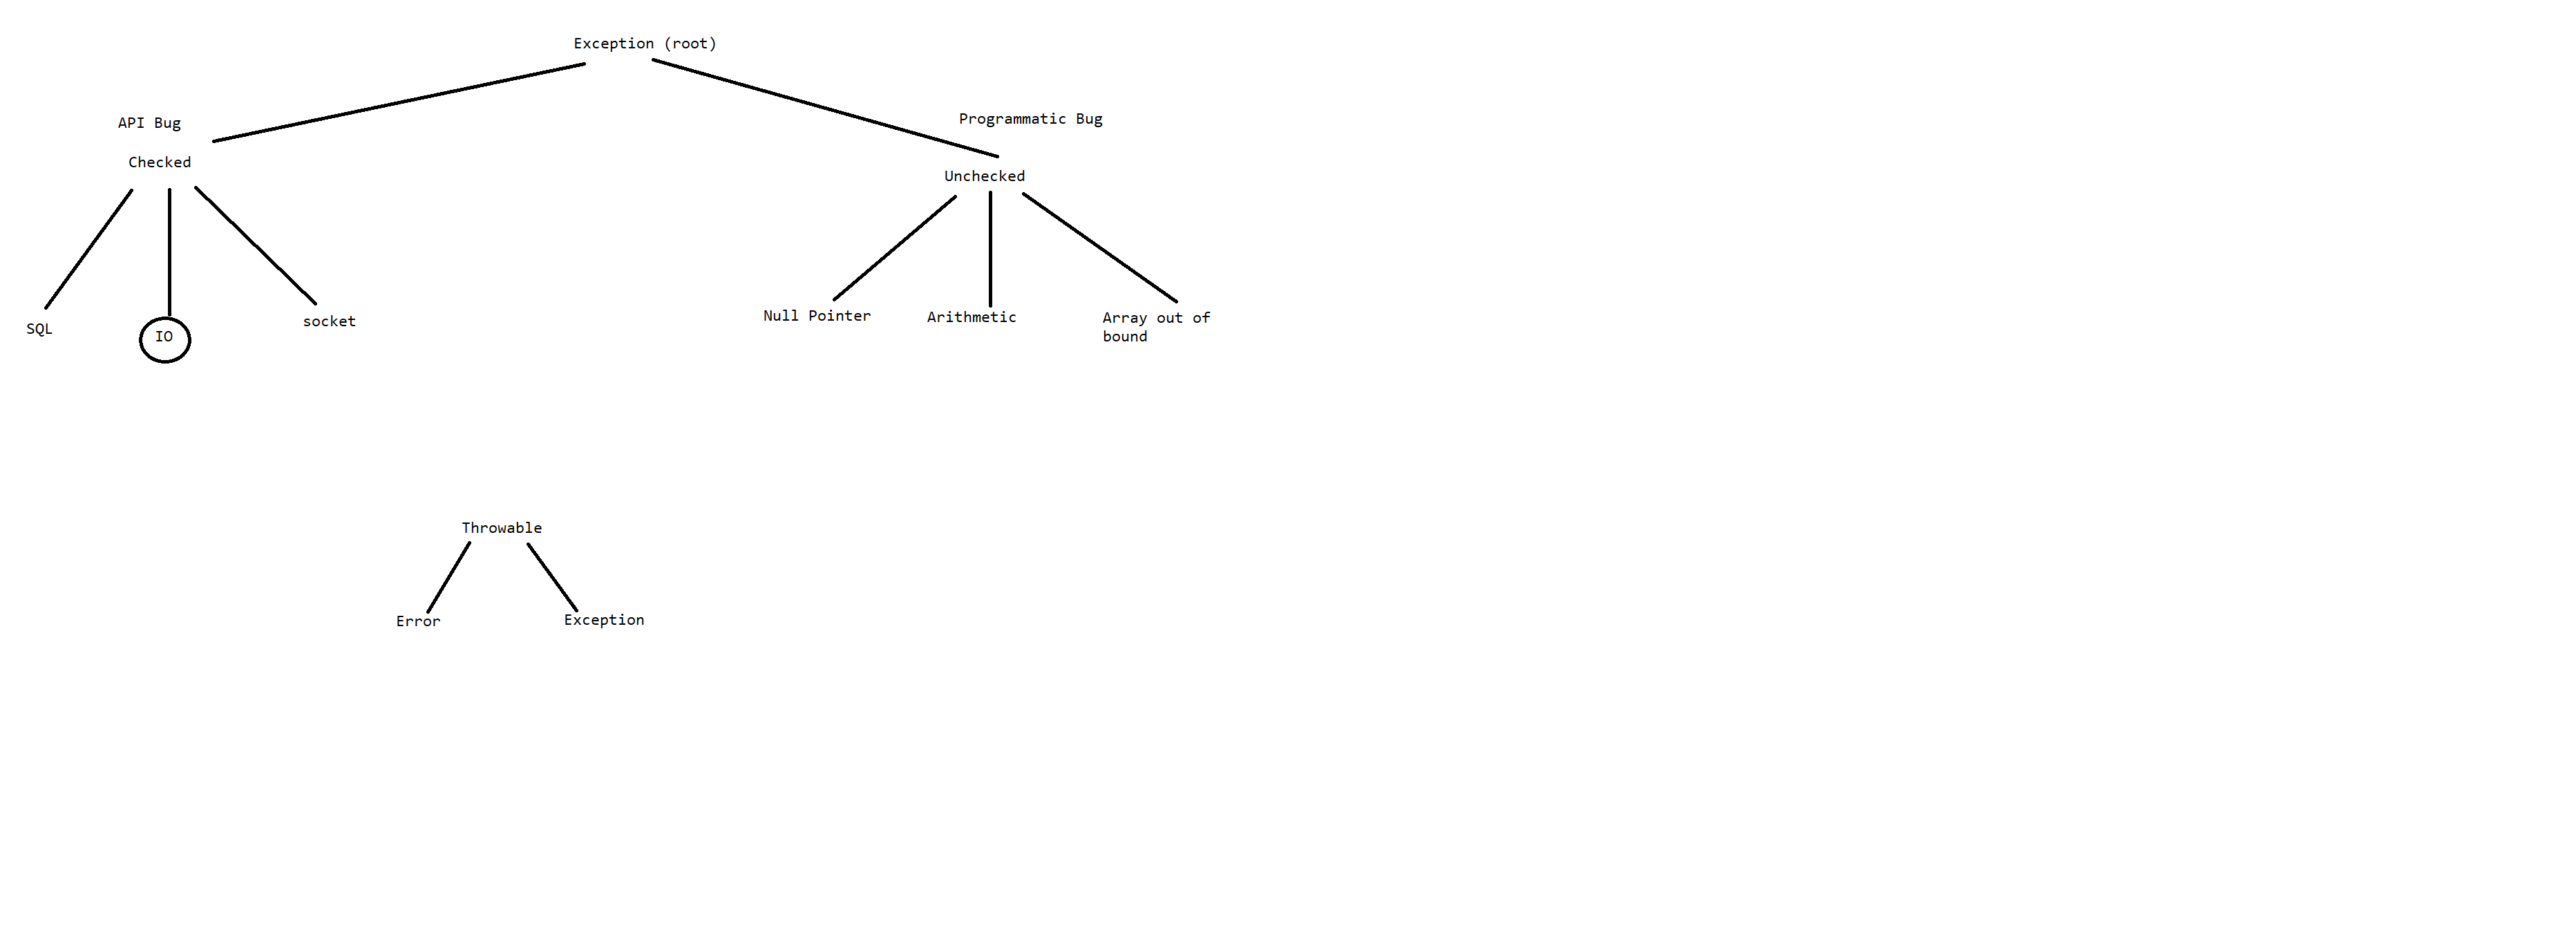 Exception (root)
API Bug
Programmatic Bug
Checked
Unchecked
SQL
IO
socket
Null Pointer
Arithmetic
Array out of
bound
Throwable
Error
Exception